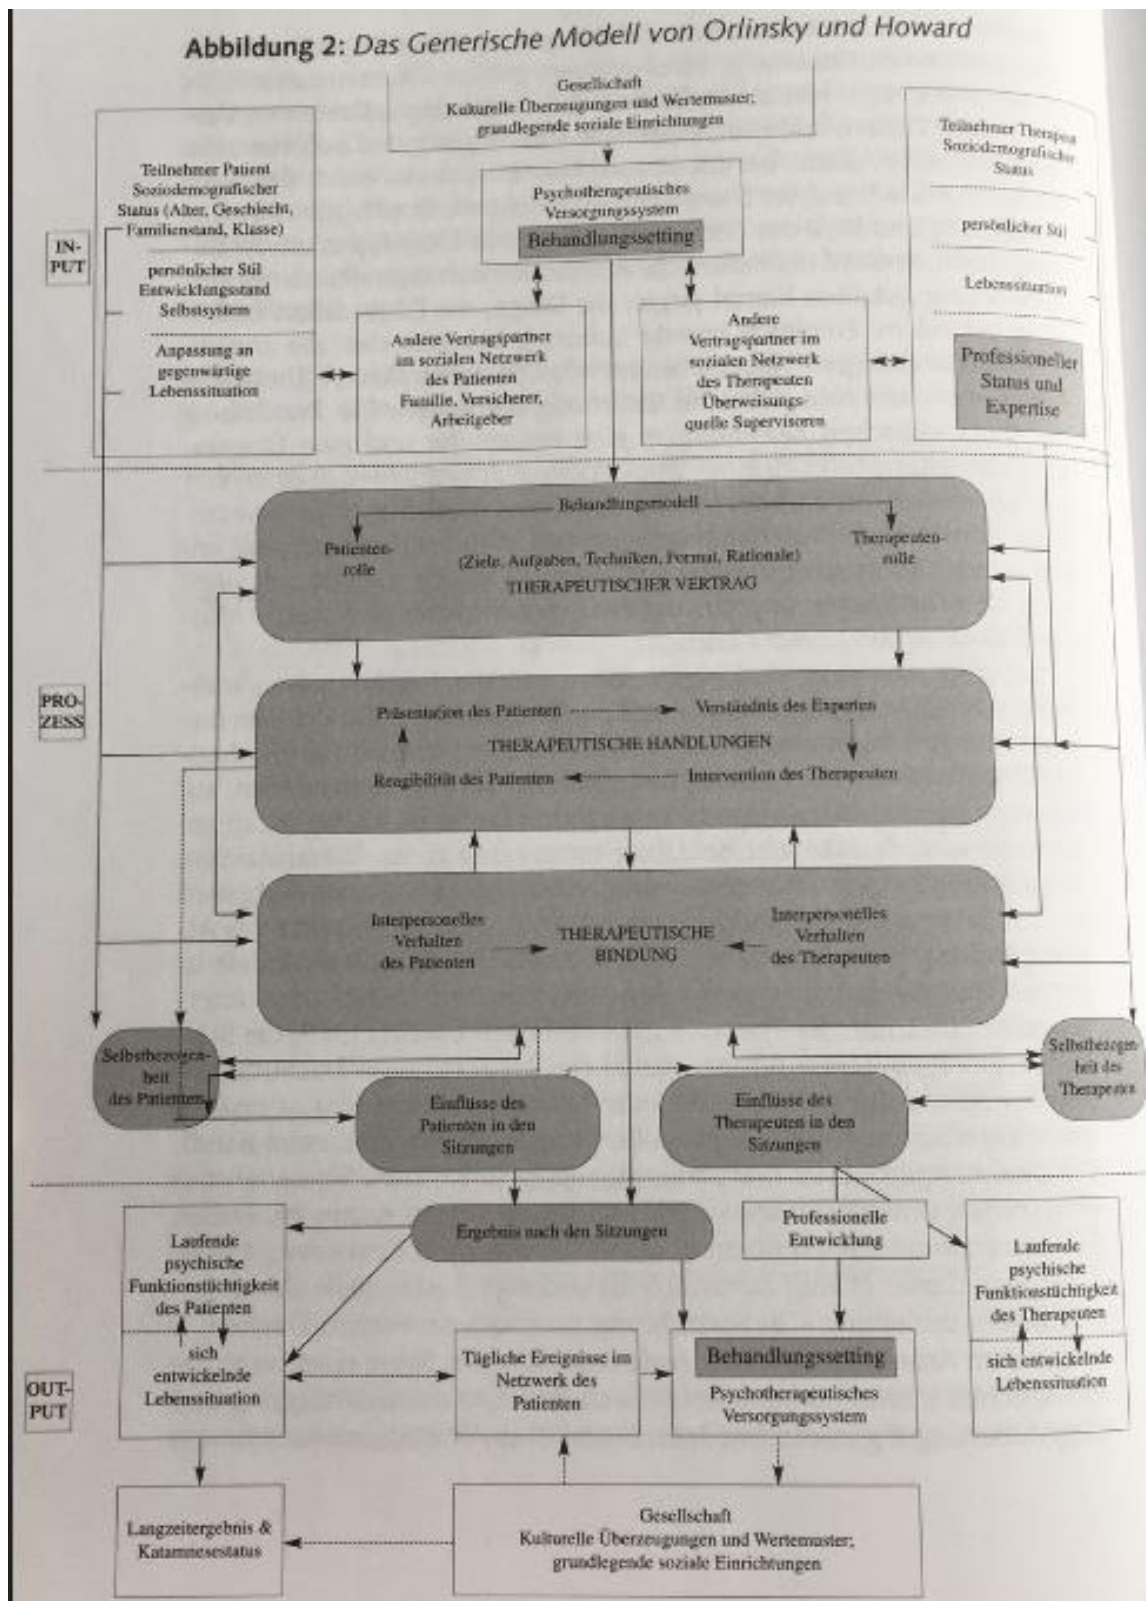 Abbildung 2: Das Generische Modell von Orlinsky und Howard
Gesellschaft
Kulturelle Überzeugungen und Wertemuster;
grundlegende soziale Einrichtungen
Teilnehmer Patient
Soziodemografischer
Status (Alter, Geschlecht,
Familienstand, Klasse)
persönlicher Stil
Entwicklungsstand
Selbstsystem
Anpassung an
gegenwärtige
Lebenssituation
IN-
PUT
Psychotherapeutisches
Versorgungssystem
Behandlungssetting
Teilnehmer Therapeu
Soziodemografischer
Status
persönlicher Stil
Lebenssituation
Professioneller
Status und
Expertise
Andere Vertragspartner
im sozialen Netzwerk
des Patienten
Familie, Versicherer,
Arbeitgeber
Andere
Vertragspartner im
sozialen Netzwerk
des Therapeuten
Überweisungs-
quelle Supervisoren
Behandlungsmodell
Patienten-
rolle
Therapeuten-
rolle
(Ziele, Aufgaben, Techniken, Format, Rationale)
THERAPEUTISCHER VERTRAG
PRO-
ZESS
Präsentation des Patienten
Verständnis des Experten
THERAPEUTISCHE HANDLUNGEN
Reagibilität des Patienten
Intervention des Therapeuten
Interpersonelles
Verhalten
des Patienten
THERAPEUTISCHE
BINDUNG
Interpersonelles
Verhalten
des Therapeuten
Selbstbezogen-
heit
des Patienten
Einflüsse des
Patienten in den
Sitzungen
Einflüsse des
Therapeuten in den
Sitzungen
Selbstbezogen-
heit des
Therapeuten
Ergebnis nach den Sitzungen
Professionelle
Entwicklung
Laufende
psychische
Funktionstüchtigkeit
des Patienten
sich
entwickelnde
Lebenssituation
Laufende
psychische
Funktionstüchtigkeit
des Therapeuten
sich entwickelnde
Lebenssituation
OUT-
PUT
Tägliche Ereignisse im
Netzwerk des
Patienten
Behandlungssetting
Psychotherapeutisches
Versorgungssystem
Langzeitergebnis &
Katamnesestatus
Gesellschaft
Kulturelle Überzeugungen und Wertemuster;
grundlegende soziale Einrichtungen